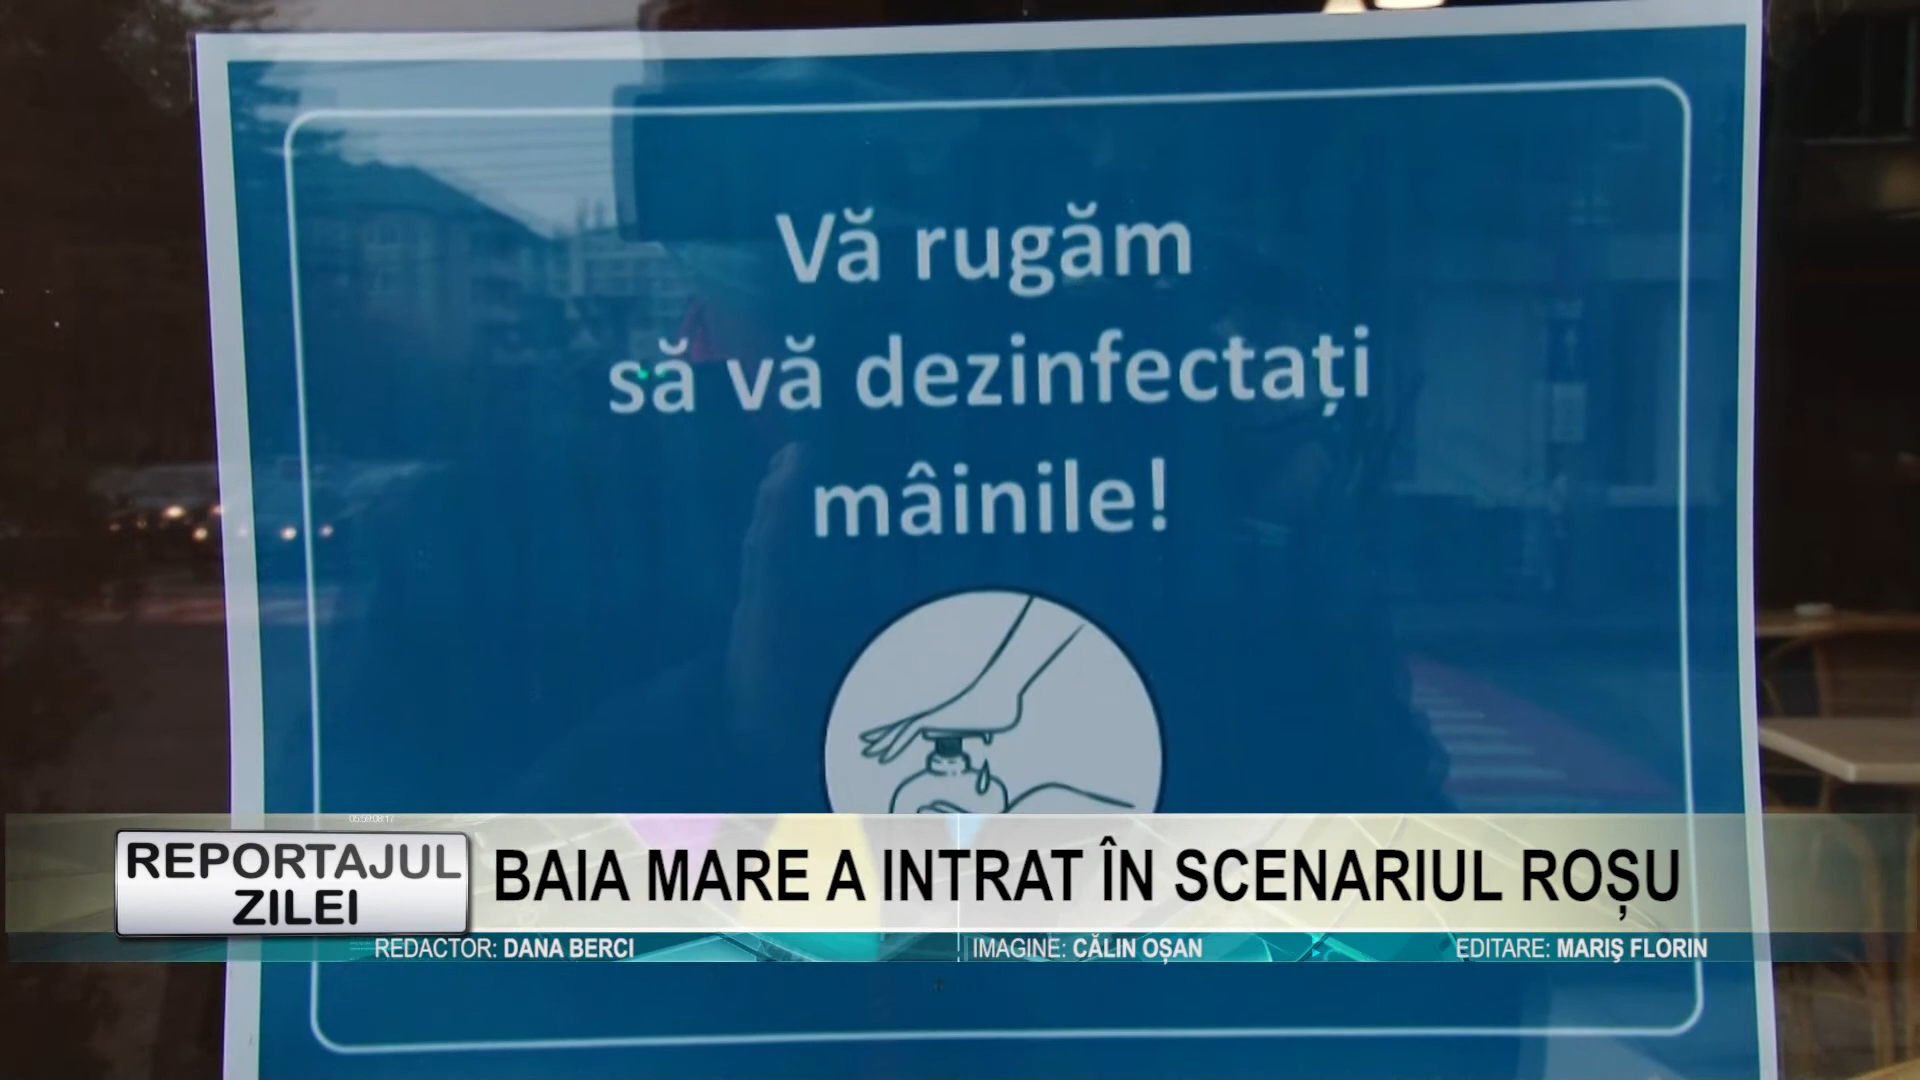 Vă rugăm
să vă dezinfectați
mâinile!
REPORTAJUL
ZILEI
BAIA MARE A INTRAT ÎN SCENARIUL ROȘU
REDACTOR: DANA BERCI
IMAGINE: CĂLIN OȘAN
EDITARE: MARIŞ FLORIN